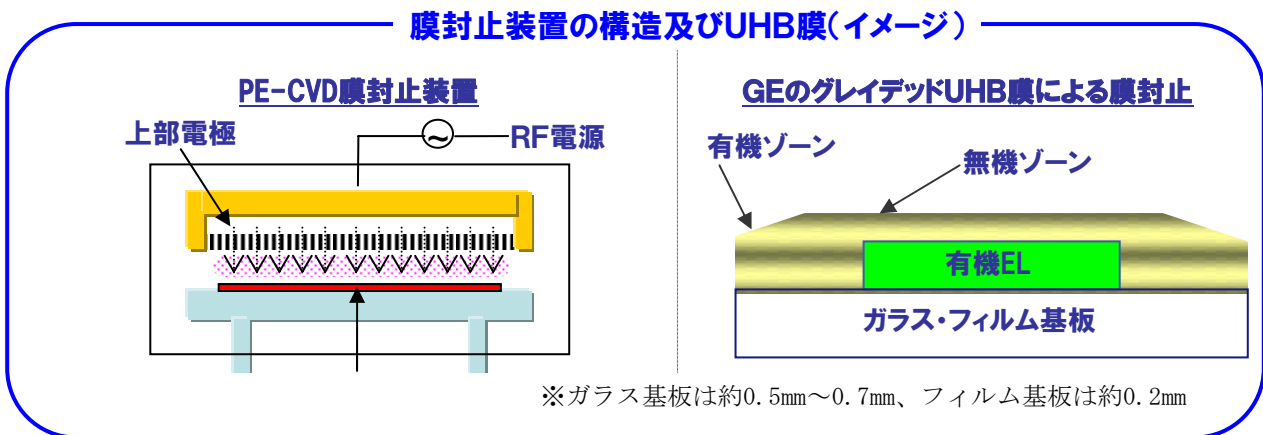 膜封止装置の構造及びUHB膜(イメージ)
PE-CVD膜封止装置
上部電極
~
RF電源
GEのグレイデッドUHB膜による膜封止
有機ゾーン
無機ゾーン
有機EL
ガラス・フィルム基板
※ガラス基板は約0.5mm～0.7mm、フィルム基板は約0.2mm